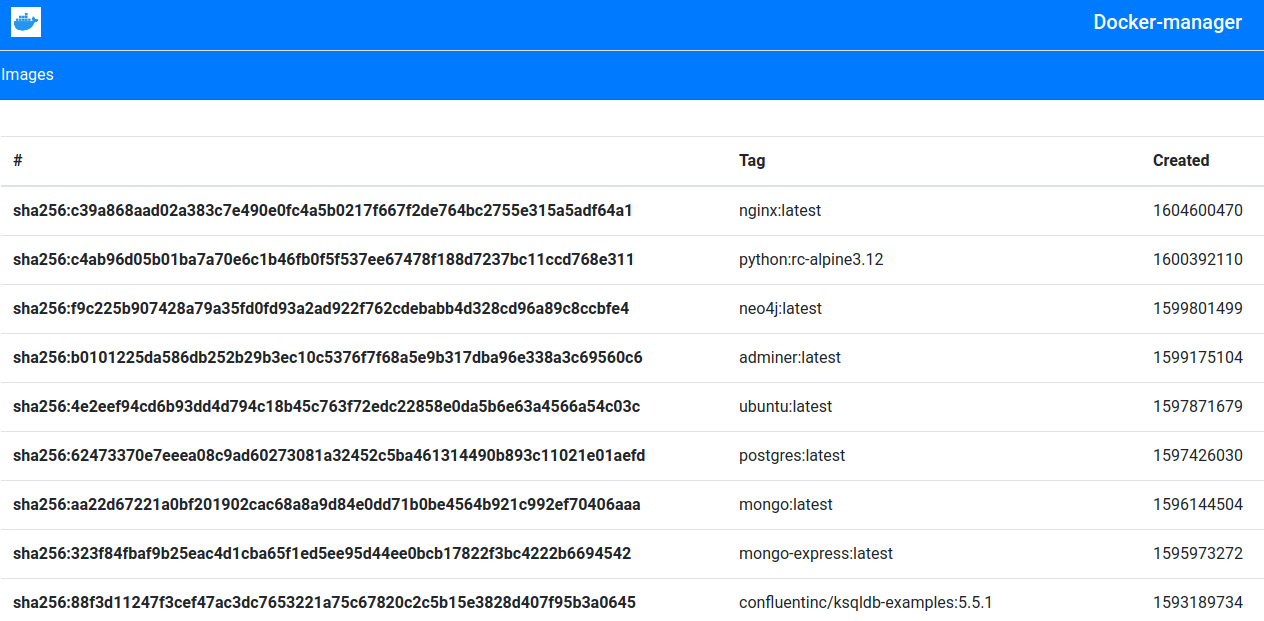 Docker-manager
Images
# Tag Created
sha256:c39a868aad02a383c7e490e0fc4a5b0217f667f2de764bc2755e315a5adf64a1 nginx:latest 1604600470
sha256:c4ab96d05b01ba7a70e6c1b46fb0f5f537ee67478f188d7237bc11ccd768e311 python:rc-alpine3.12 1600392110
sha256:f9c225b907428a79a35fd0fd93a2ad922f762cdebabb4d328cd96a89c8ccbfe4 neo4j:latest 1599801499
sha256:b0101225da586db252b29b3ec10c5376f7f68a5e9b317dba96e338a3c69560c6 adminer:latest 1599175104
sha256:4e2eef94cd6b93dd4d794c18b45c763f72edc22858e0da5b6e63a4566a54c03c ubuntu:latest 1597871679
sha256:62473370e7eeea08c9ad60273081a32452c5ba461314490b893c11021e01aefd postgres:latest 1597426030
sha256:aa22d67221a0bf201902cac68a8a9d84e0dd71b0be4564b921c992ef70406aaa mongo:latest 1596144504
sha256:323f84fbaf9b25eac4d1cba65f1ed5ee95d44ee0bcb17822f3bc4222b6694542 mongo-express:latest 1595973272
sha256:88f3d11247f3cef47ac3dc7653221a75c67820c2c5b15e3828d407f95b3a0645 confluentinc/ksqldb-examples:5.5.1 1593189734